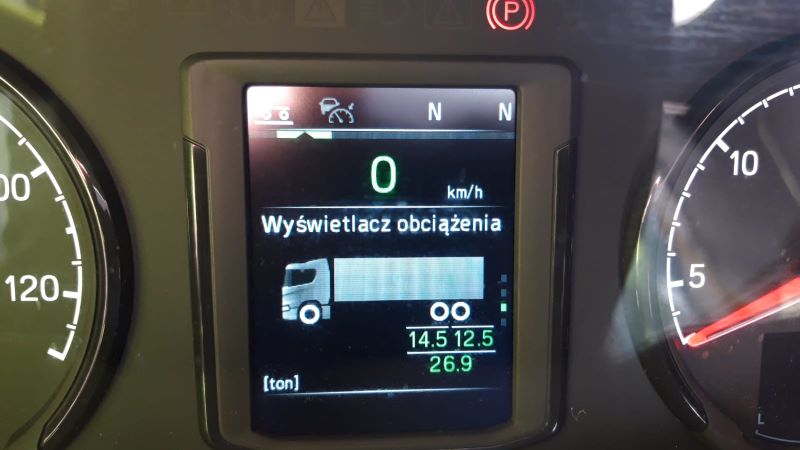 P
N N
0 km/h
Wyświetlacz obciążenia
14.5 12.5
26.9
[ton]
120
10
5
L